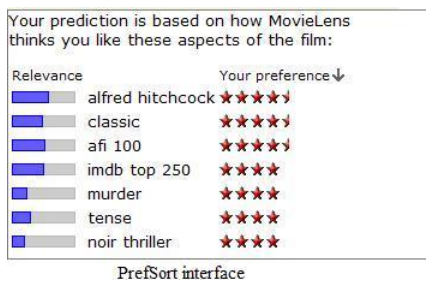 Your prediction is based on how MovieLens
thinks you like these aspects of the film:
Relevance Your preference
alfred hitchcock
classic
afi 100
imdb top 250
murder
tense
noir thriller
PrefSort interface